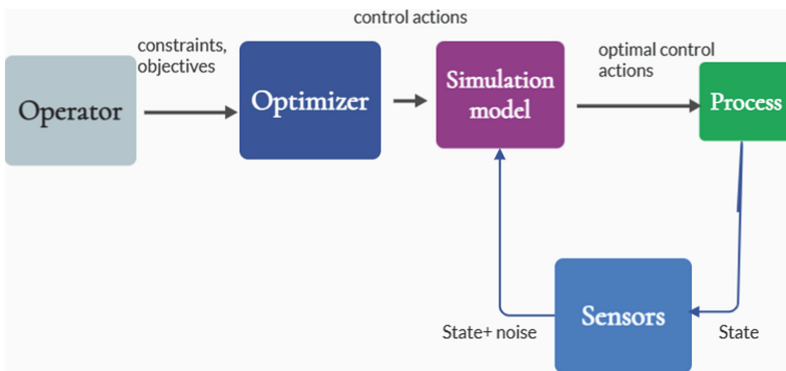 control actions
constraints,
objectives
optimal control
actions
Operator
Optimizer
Simulation
model
Process
State+ noise
Sensors
State